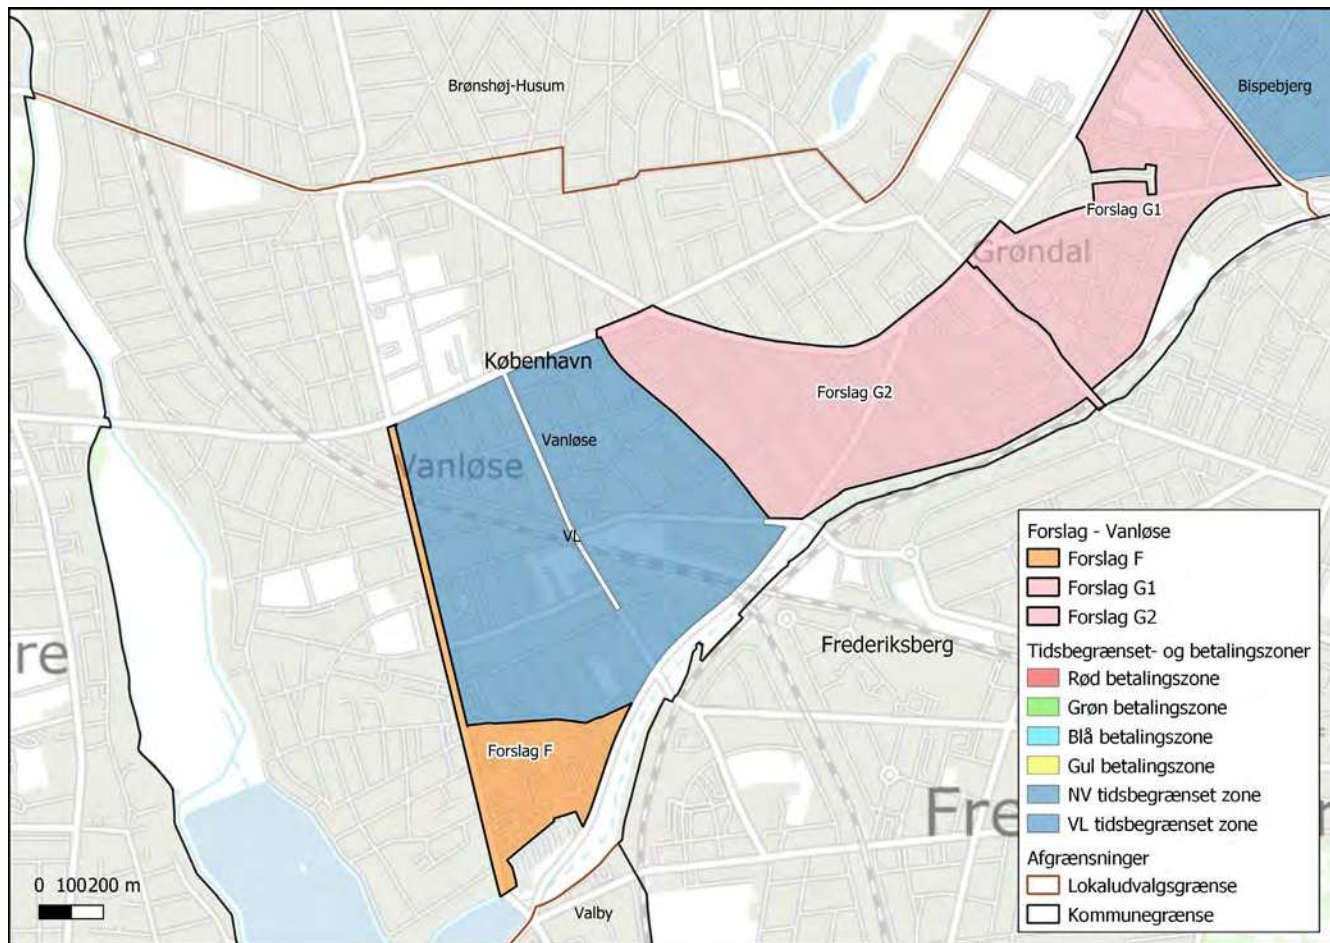 Brønshøj-Husum
Bispebjerg
Forslag G1
Grøndal
København
Forslag G2
Vanløse
Vanløse
VL
Frederiksberg
re
Forslag F
Fre
Valby
0 100200 m
Forslag - Vanløse
Forslag F
Forslag G1
Forslag G2
Tidsbegrænset- og betalingszoner
Rød betalingszone
Grøn betalingszone
Blå betalingszone
Gul betalingszone
NV tidsbegrænset zone
VL tidsbegrænset zone
Afgrænsninger
Lokaludvalgsgrænse
Kommunegrænse